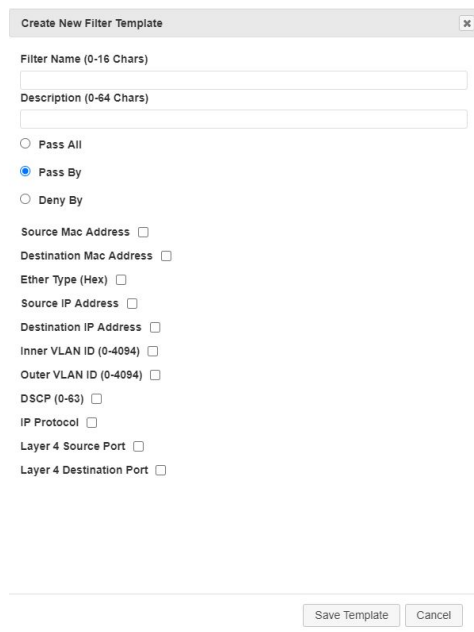 Create New Filter Template
Filter Name (0-16 Chars)
Description (0-64 Chars)
Pass All
Pass By
Deny By
Source Mac Address
Destination Mac Address
Ether Type (Hex)
Source IP Address
Destination IP Address
Inner VLAN ID (0-4094)
Outer VLAN ID (0-4094)
DSCP (0-63)
IP Protocol
Layer 4 Source Port
Layer 4 Destination Port
Save Template Cancel